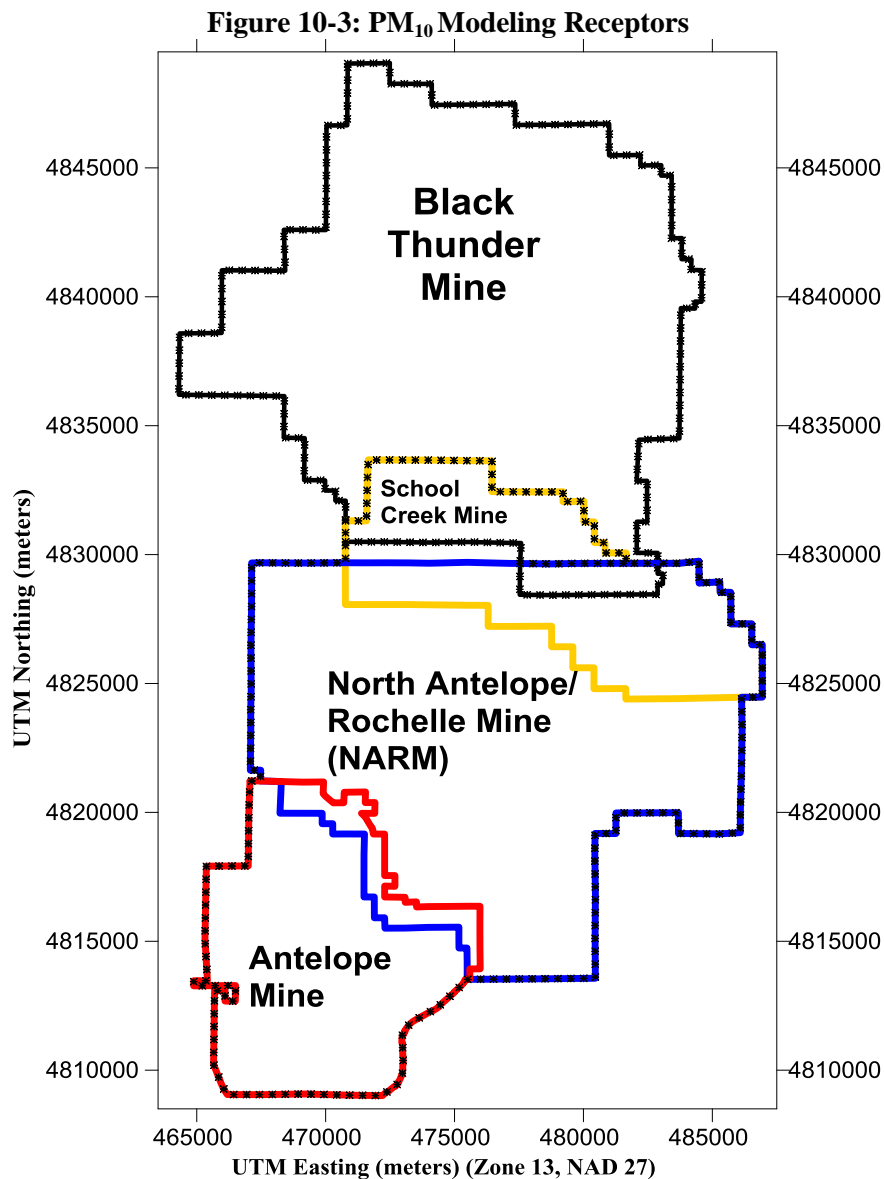 Figure 10-3: PM₁₀ Modeling Receptors
4845000
4845000
Black
Thunder
Mine
4840000
4840000
4835000
4835000
School
Creek Mine
4830000
4830000
North Antelope/
Rochelle Mine
(NARM)
4825000
4825000
4820000
4820000
4815000
4815000
Antelope
Mine
4810000
4810000
UTM Northing (meters)
465000 470000 475000 480000 485000
UTM Easting (meters) (Zone 13, NAD 27)